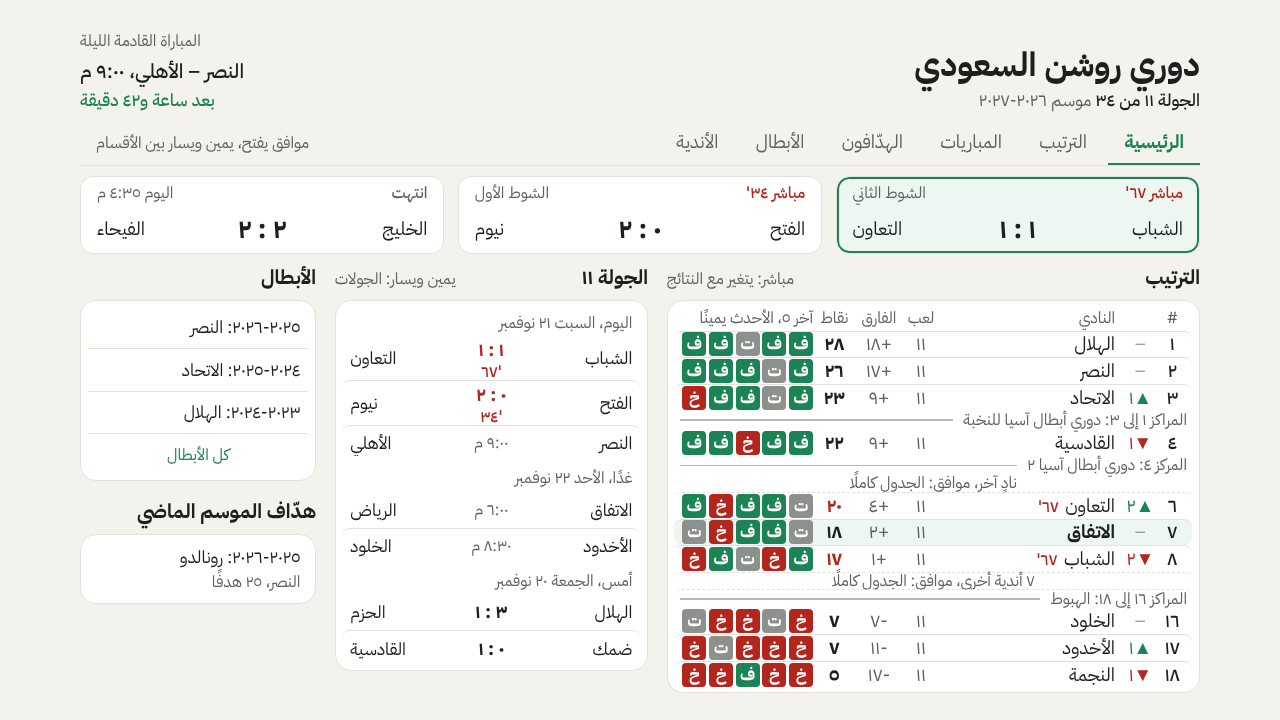 دوري روشن السعودي
الجولة ١١ من ٣٤ موسم ٢٠٢٦-٢٠٢٧
المباراة القادمة الليلة
النصر – الأهلي، ٩:٠٠ م
بعد ساعة و٤٢ دقيقة
الرئيسية الترتيب المباريات الهدّافون الأبطال الأندية
موافق يفتح، يمين ويسار بين الأقسام
مباشر ٦٧' الشوط الثاني
الشباب ١ : ١ التعاون
مباشر ٣٤' الشوط الأول
الفتح ٠ : ٢ نيوم
انتهت اليوم ٤:٣٥ م
الخليج ٢ : ٢ الفيحاء
الترتيب مباشر: يتغير مع النتائج
# النادي لعب الفارق نقاط آخر ٥، الأحدث يمينًا
١ – الهلال ١١ +١٨ ٢٨ ف ف ت ف ف
٢ – النصر ١١ +١٧ ٢٦ ف ت ف ف ف
٣ ▲١ الاتحاد ١١ +٩ ٢٣ ف ف ت ف خ
المراكز ١ إلى ٣: دوري أبطال آسيا للنخبة
٤ ▼١ القادسية ١١ +٩ ٢٢ ف ف خ ف ف
المركز ٤: دوري أبطال آسيا ٢
نادٍ آخر، موافق: الجدول كاملًا
٦ ▲٢ التعاون ٦٧' ١١ +٤ ٢٠ ت ف ف خ ف
٧ – الاتفاق ١١ +٢ ١٨ ت ف ف خ ت
٨ ▼٢ الشباب ٦٧' ١١ +١ ١٧ ف خ ت ف خ
٧ أندية أخرى، موافق: الجدول كاملًا
المراكز ١٦ إلى ١٨: الهبوط
١٦ – الخلود ١١ -٧ ٧ خ ت خ خ ت
١٧ ▲١ الأخدود ١١ -١١ ٧ خ خ خ ت خ
١٨ ▼١ النجمة ١١ -١٧ ٥ خ خ ف خ خ
الجولة ١١ يمين ويسار: الجولات
اليوم، السبت ٢١ نوفمبر
الشباب ١ : ١ التعاون
٦٧'
الفتح ٠ : ٢ نيوم
٣٤'
النصر ٩:٠٠ م الأهلي
غدًا، الأحد ٢٢ نوفمبر
الاتفاق ٦:٠٠ م الرياض
الأخدود ٨:٣٠ م الخلود
أمس، الجمعة ٢٠ نوفمبر
الهلال ٣ : ١ الحزم
ضمك ٠ : ١ القادسية
الأبطال
٢٠٢٥-٢٠٢٦: النصر
٢٠٢٤-٢٠٢٥: الاتحاد
٢٠٢٣-٢٠٢٤: الهلال
كل الأبطال
هدّاف الموسم الماضي
٢٠٢٥-٢٠٢٦: رونالدو
النصر، ٢٥ هدفًا